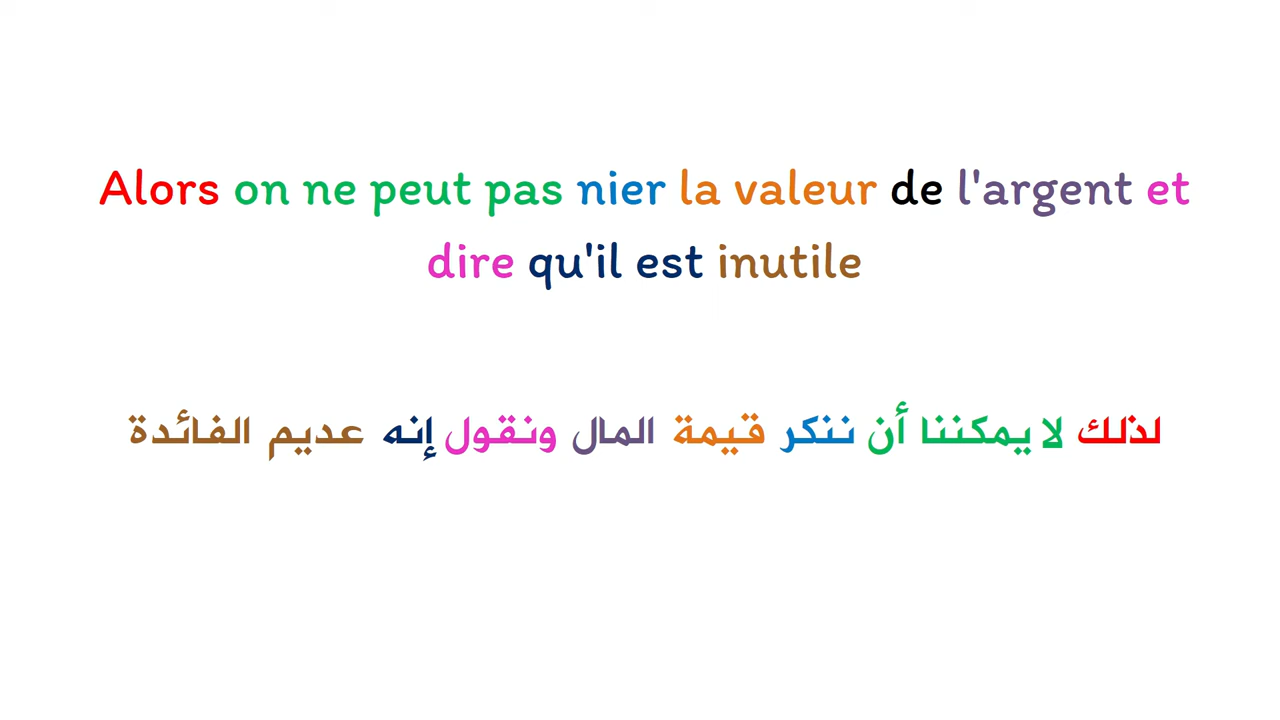 Alors on ne peut pas nier la valeur de l'argent et
dire qu'il est inutile
لذلك لا يمكننا أن ننكر قيمة المال ونقول إنه عديم الفائدة